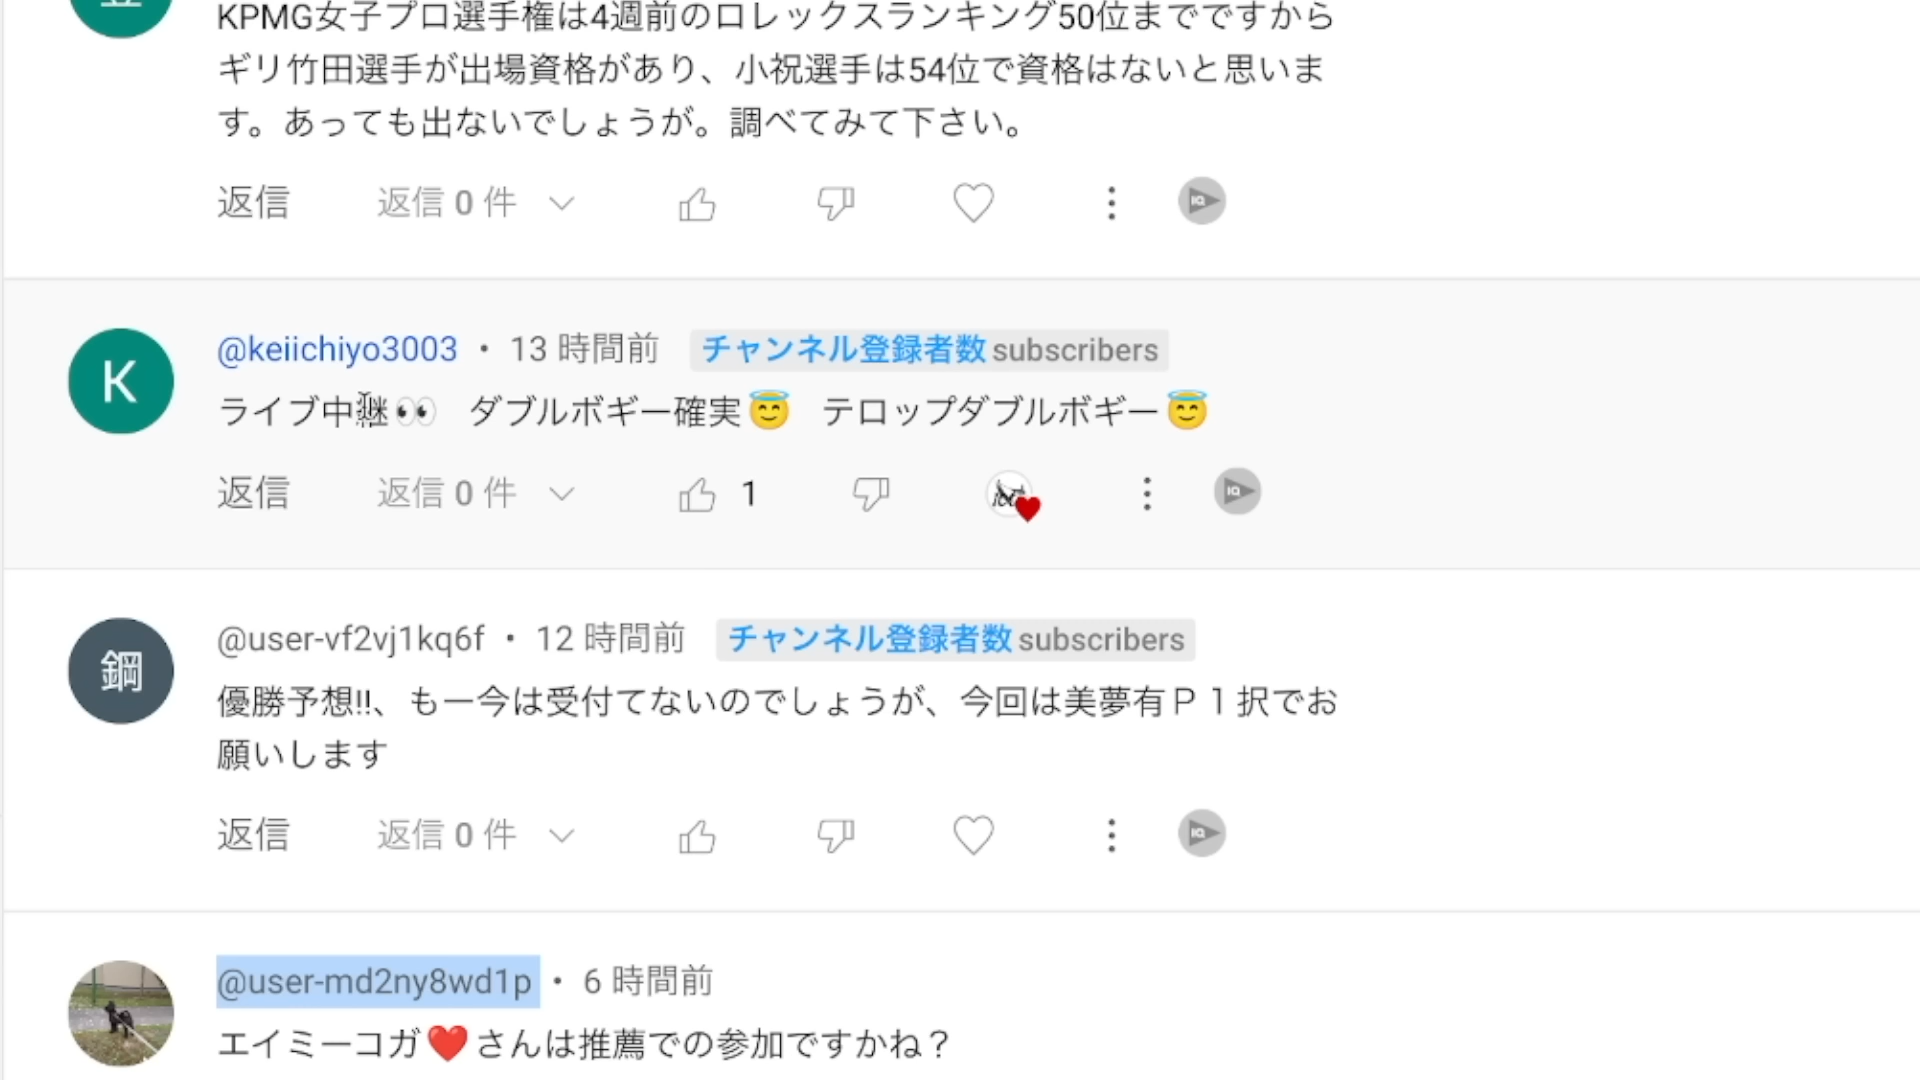 KPMG女子プロ選手権は4週前のロレックスランキング50位までですから
ギリ竹田選手が出場資格があり、小祝選手は54位で資格はないと思いま
す。あっても出ないでしょうが。調べてみて下さい。
返信 返信 0 件
K
@keiichiyo3003 • 13 時間前 チャンネル登録者数 subscribers
ライブ中継👀 ダブルボギー確実😇 テロップダブルボギー😇
返信 返信 0 件 1
鋼
@user-vf2vj1kq6f • 12 時間前 チャンネル登録者数 subscribers
優勝予想!!、も一今は受付てないのでしょうが、今回は美夢有Ｐ１択でお
願いします
返信 返信 0 件
@user-md2ny8wd1p • 6 時間前
エイミーコガ❤️さんは推薦での参加ですかね？